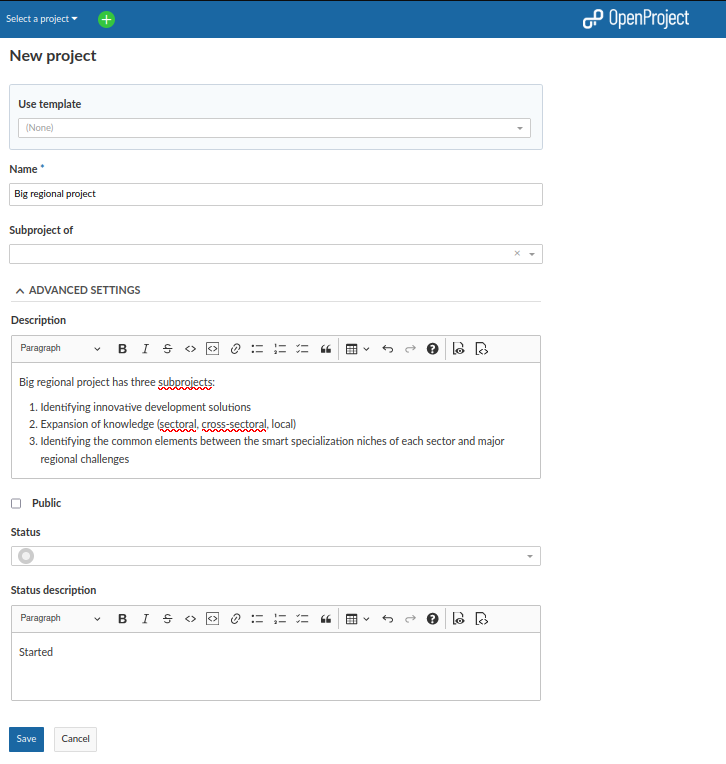 Select a project
OpenProject
New project
Use template
(None)
Name *
Big regional project
Subproject of
ADVANCED SETTINGS
Description
Paragraph
Big regional project has three subprojects:
1. Identifying innovative development solutions
2. Expansion of knowledge (sectoral, cross-sectoral, local)
3. Identifying the common elements between the smart specialization niches of each sector and major
regional challenges
Public
Status
Status description
Paragraph
Started
Save Cancel